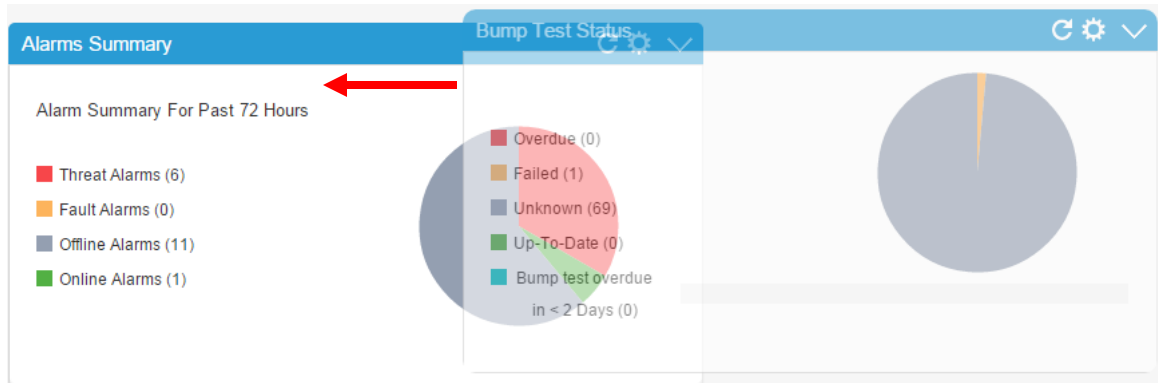 Alarms Summary
Alarm Summary For Past 72 Hours
Threat Alarms (6)
Fault Alarms (0)
Offline Alarms (11)
Online Alarms (1)
Bump Test Status
Overdue (0)
Failed (1)
Unknown (69)
Up-To-Date (0)
Bump test overdue
in < 2 Days (0)